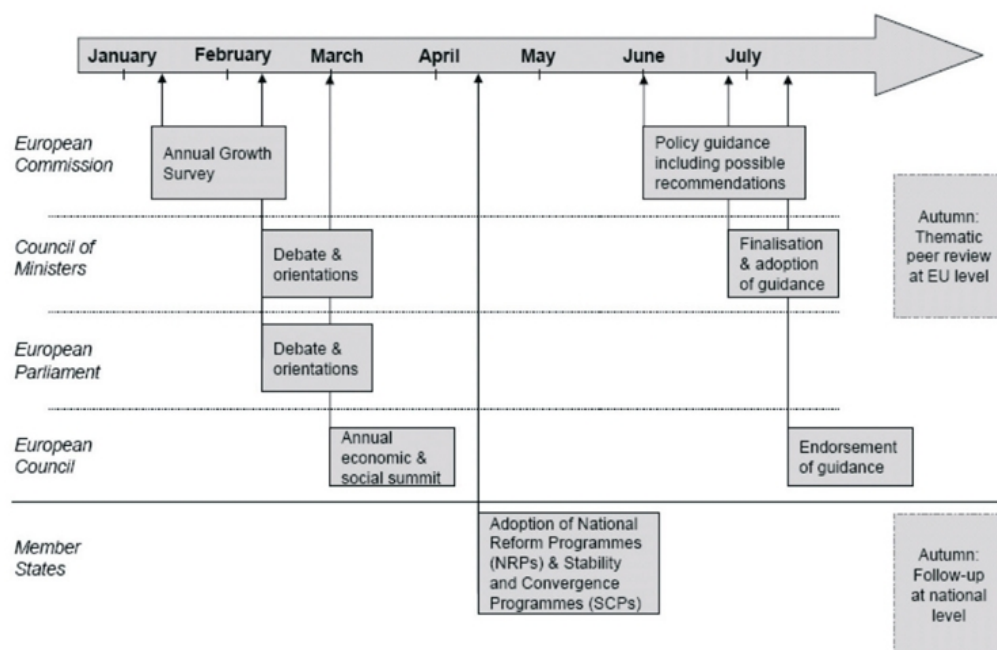 January February March April May June July
European
Commission
Annual Growth
Survey
Policy guidance
including possible
recommendations
Autumn:
Thematic
peer review
at EU level
Council of
Ministers
Debate &
orientations
Finalisation
& adoption
of guidance
European
Parliament
Debate &
orientations
European
Council
Annual
economic &
social summit
Endorsement
of guidance
Member
States
Adoption of National
Reform Programmes
(NRPs) & Stability
and Convergence
Programmes (SCPs)
Autumn:
Follow-up
at national
level